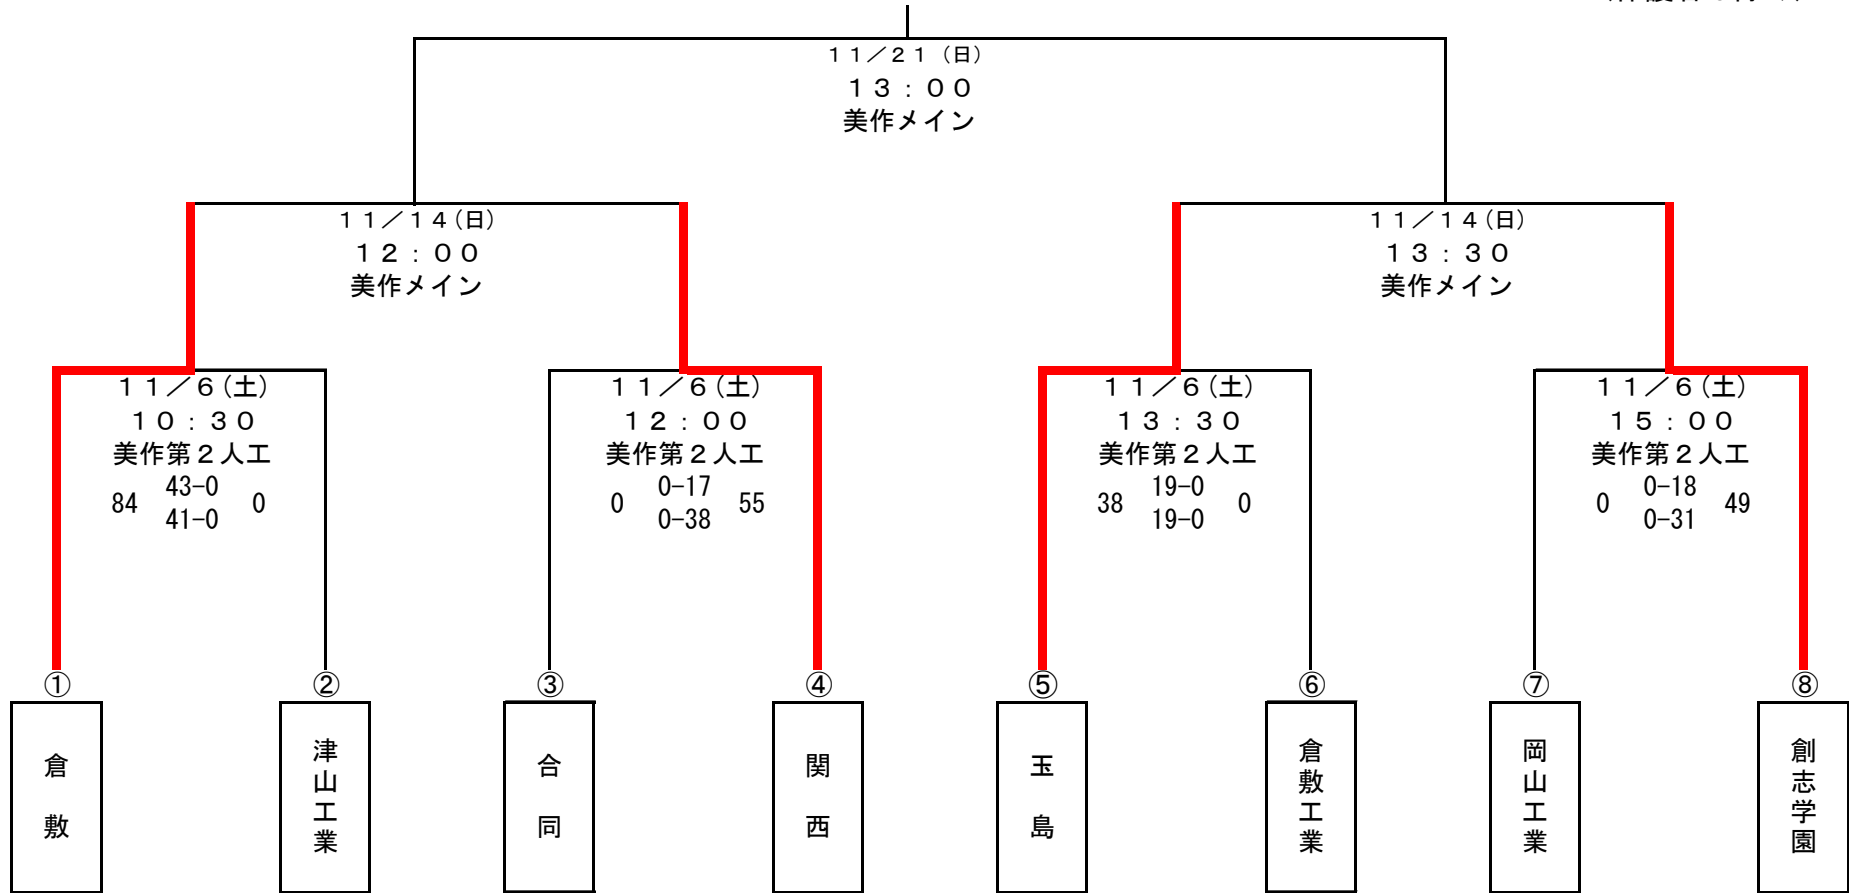 １１／２１（日）
１３：００
美作メイン
１１／１４（日）
１２：００
美作メイン
１１／１４（日）
１３：３０
美作メイン
１１／６（土）
１０：３０
美作第２人工
84 43-0 0
41-0
１１／６（土）
１２：００
美作第２人工
0 0-17 55
0-38
１１／６（土）
１３：３０
美作第２人工
38 19-0 0
19-0
１１／６（土）
１５：００
美作第２人工
0 0-18 49
0-31
① ② ③ ④ ⑤ ⑥ ⑦ ⑧
倉敷
津山工業
合同
関西
玉島
倉敷工業
岡山工業
創志学園